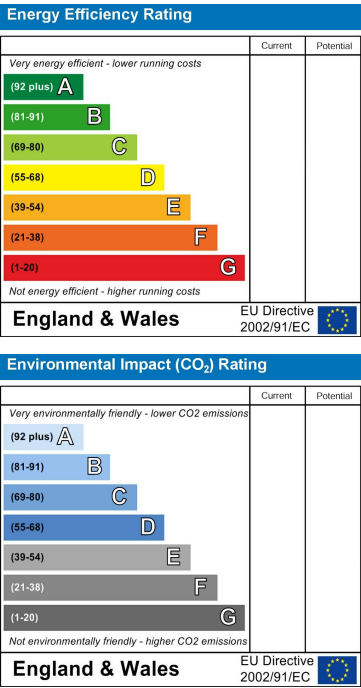 Energy Efficiency Rating
Current Potential
Very energy efficient - lower running costs
(92 plus) A
(81-91) B
(69-80) C
(55-68) D
(39-54) E
(21-38) F
(1-20) G
Not energy efficient - higher running costs
England & Wales
EU Directive
2002/91/EC
Environmental Impact (CO₂) Rating
Current Potential
Very environmentally friendly - lower CO2 emissions
(92 plus) A
(81-91) B
(69-80) C
(55-68) D
(39-54) E
(21-38) F
(1-20) G
Not environmentally friendly - higher CO2 emissions
England & Wales
EU Directive
2002/91/EC